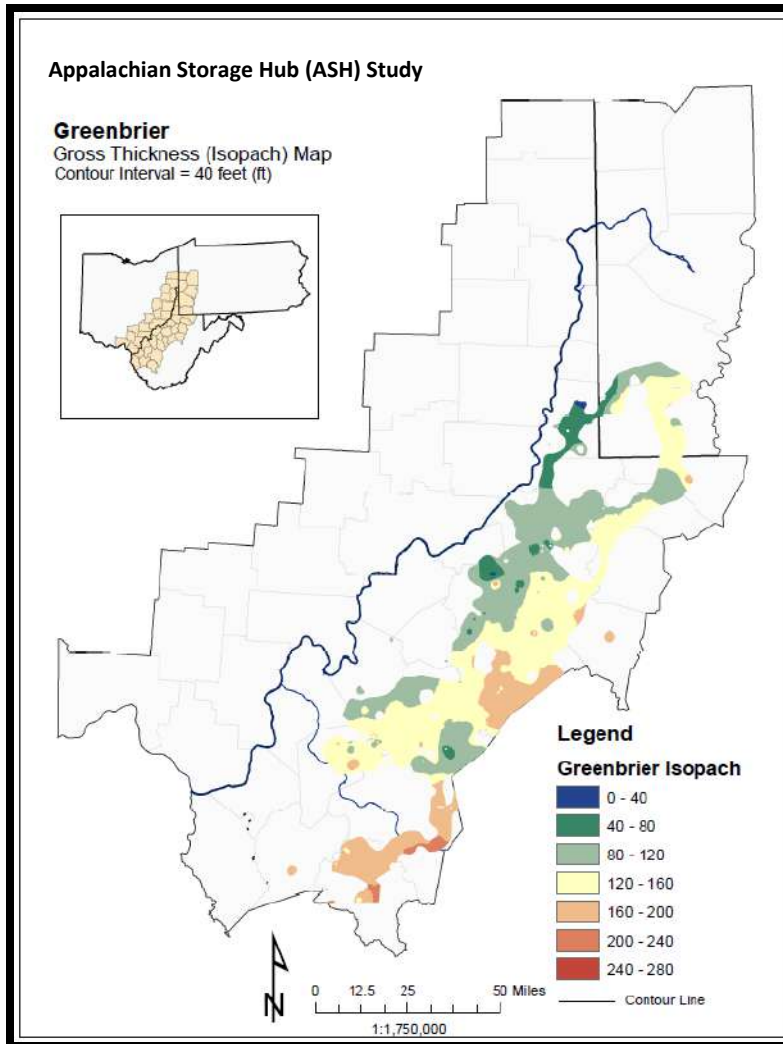 Appalachian Storage Hub (ASH) Study
Greenbrier
Gross Thickness (Isopach) Map
Contour Interval = 40 feet (ft)
Legend
Greenbrier Isopach
0 - 40
40 - 80
80 - 120
120 - 160
160 - 200
200 - 240
240 - 280
Contour Line
N
0 12.5 25 50 Miles
1:1,750,000